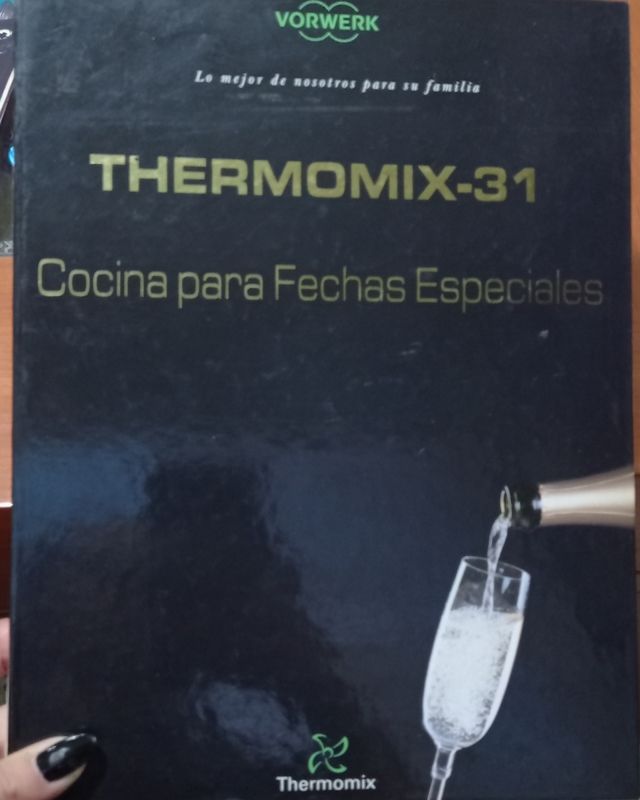 VORWERK
Lo mejor de nosotros para su familia
THERMOMIX-31
Cocina para Fechas Especiales
Thermomix